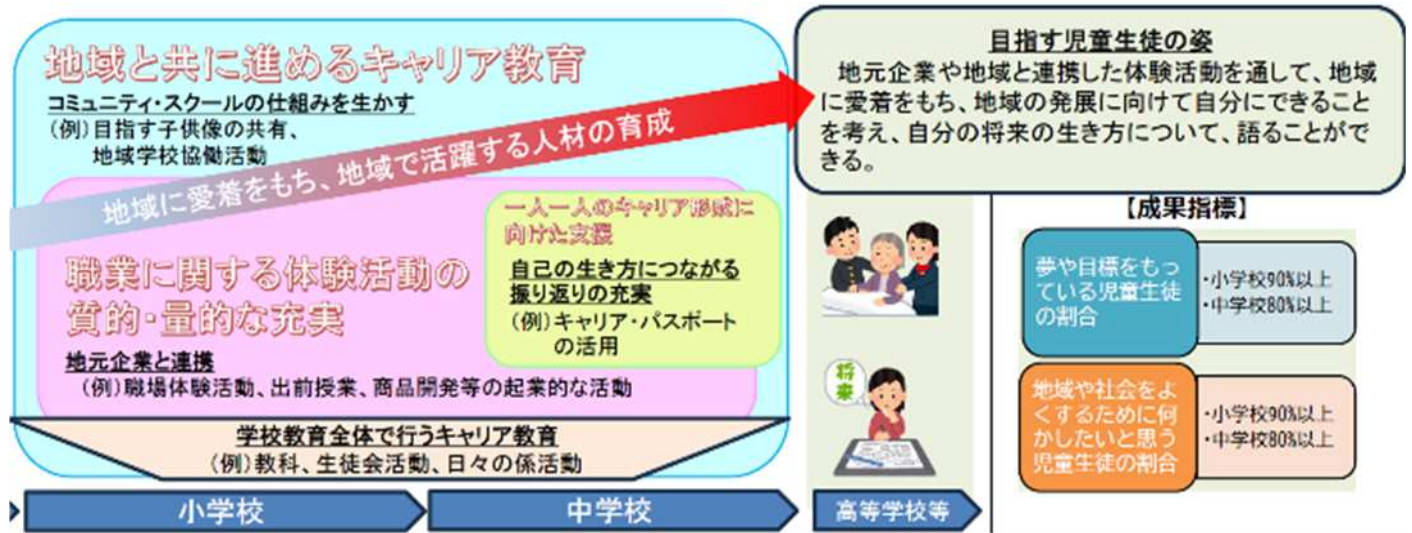 地域と共に進めるキャリア教育
コミュニティ・スクールの仕組みを生かす
(例)目指す子供像の共有、
地域学校協働活動
地域に愛着をもち、地域で活躍する人材の育成
一人一人のキャリア形成に
向けた支援
自己の生き方につながる
振り返りの充実
(例)キャリア・パスポート
の活用
職業に関する体験活動の
質的・量的な充実
地元企業と連携
(例)職場体験活動、出前授業、商品開発等の起業的な活動
学校教育全体で行うキャリア教育
(例)教科、生徒会活動、日々の係活動
小学校
中学校
高等学校等
目指す児童生徒の姿
地元企業や地域と連携した体験活動を通して、地域
に愛着をもち、地域の発展に向けて自分にできること
を考え、自分の将来の生き方について、語ることがで
きる。
将
来
【成果指標】
夢や目標をもっ
ている児童生徒
の割合
・小学校90%以上
・中学校80%以上
地域や社会をよ
くするために何
かしたいと思う
児童生徒の割合
・小学校90%以上
・中学校80%以上